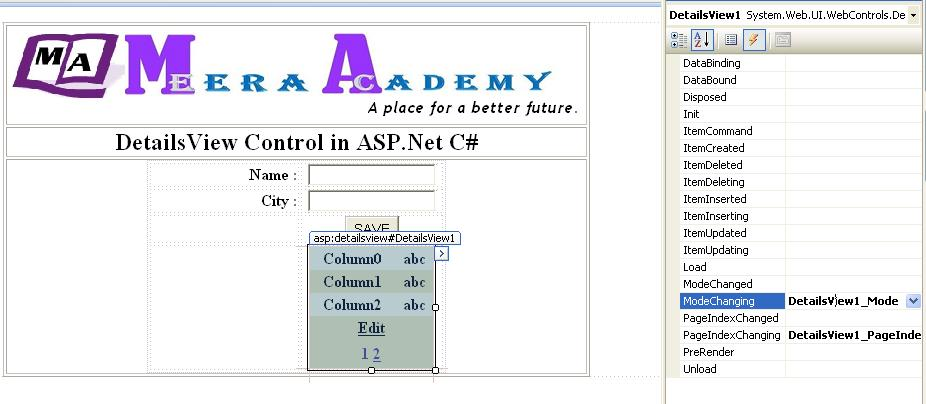 MA MEERA ACADEMY
A place for a better future.
DetailsView Control in ASP.Net C#
Name :
City :
SAVE
asp:detailsview#DetailsView1
Column0 abc
Column1 abc
Column2 abc
Edit
1 2
DetailsView1 System.Web.UI.WebControls.De
DataBinding
DataBound
Disposed
Init
ItemCommand
ItemCreated
ItemDeleted
ItemDeleting
ItemInserted
ItemInserting
ItemUpdated
ItemUpdating
Load
ModeChanged
ModeChanging DetailsView1_Mode
PageIndexChanged
PageIndexChanging DetailsView1_PageInde
PreRender
Unload